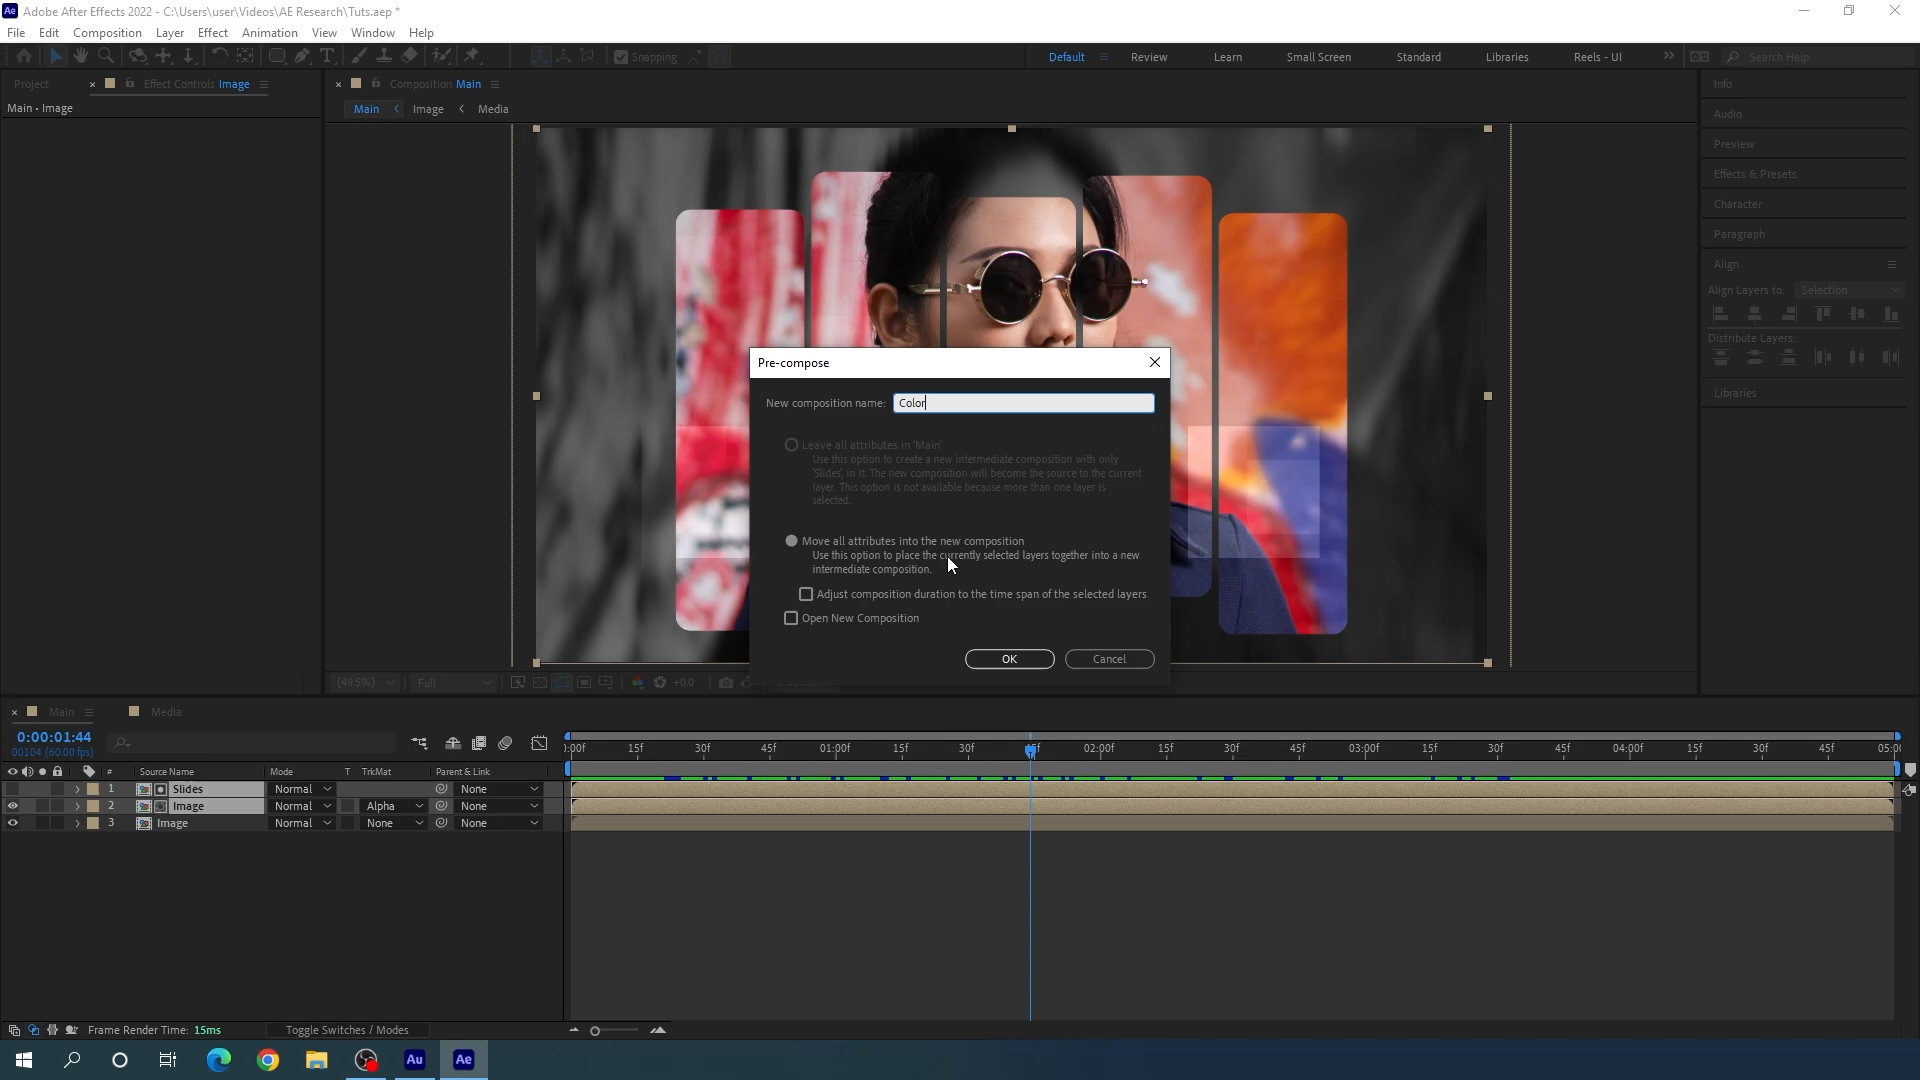 Adobe After Effects 2022 - C:\Users\user\Videos\AE Research\Tuts.aep *
File Edit Composition Layer Effect Animation View Window Help
Snapping Default Review Learn Small Screen Standard Libraries Reels - UI Search Help
Project Effect Controls Image Composition Main Info
Main • Image Main Image Media
Audio
Preview
Effects & Presets
Character
Paragraph
Align
Align Layers to: Selection
Distribute Layers:
Libraries
Pre-compose
New composition name: Color
Leave all attributes in 'Main'
Use this option to create a new intermediate composition with only
'Slides', in it. The new composition will become the source to the current
layer. This option is not available because more than one layer is
selected.
Move all attributes into the new composition
Use this option to place the currently selected layers together into a new
intermediate composition.
Adjust composition duration to the time span of the selected layers
Open New Composition
OK Cancel
(49.5%) Full +0.0
Main Media
0:00:01:44
00104 (60.00 fps)
):00f 15f 30f 45f 01:00f 15f 30f 45f 02:00f 15f 30f 45f 03:00f 15f 30f 45f 04:00f 15f 30f 45f 05:0
# Source Name Mode T TrkMat Parent & Link
1 Slides Normal None
2 Image Normal Alpha None
3 Image Normal None None
Frame Render Time: 15ms Toggle Switches / Modes
Au Ae